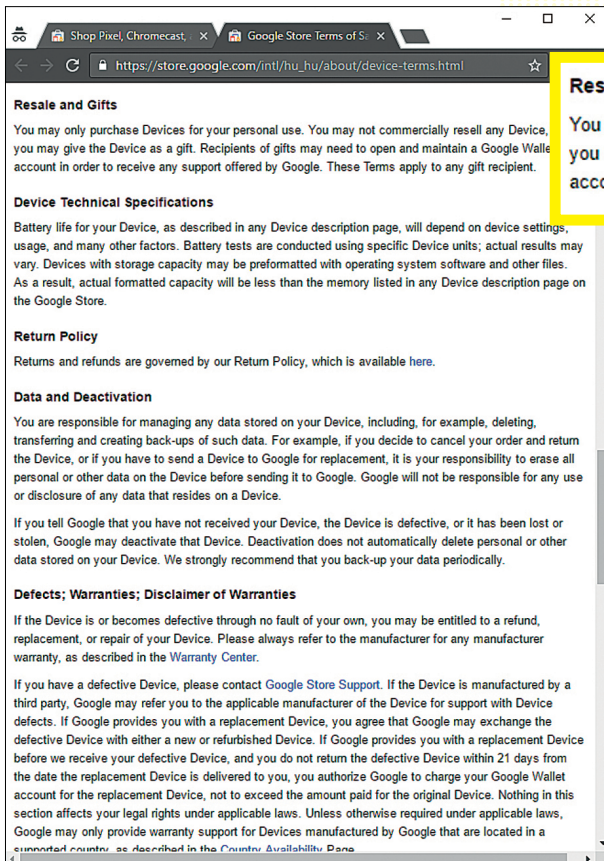 Shop Pixel, Chromecast,
Google Store Terms of Sa
https://store.google.com/intl/hu_hu/about/device-terms.html
Resale and Gifts
You may only purchase Devices for your personal use. You may not commercially resell any Device,
you may give the Device as a gift. Recipients of gifts may need to open and maintain a Google Walle
account in order to receive any support offered by Google. These Terms apply to any gift recipient.
Res
You
you
acco
Device Technical Specifications
Battery life for your Device, as described in any Device description page, will depend on device settings,
usage, and many other factors. Battery tests are conducted using specific Device units; actual results may
vary. Devices with storage capacity may be preformatted with operating system software and other files.
As a result, actual formatted capacity will be less than the memory listed in any Device description page on
the Google Store.
Return Policy
Returns and refunds are governed by our Return Policy, which is available here.
Data and Deactivation
You are responsible for managing any data stored on your Device, including, for example, deleting,
transferring and creating back-ups of such data. For example, if you decide to cancel your order and return
the Device, or if you have to send a Device to Google for replacement, it is your responsibility to erase all
personal or other data on the Device before sending it to Google. Google will not be responsible for any use
or disclosure of any data that resides on a Device.
If you tell Google that you have not received your Device, the Device is defective, or it has been lost or
stolen, Google may deactivate that Device. Deactivation does not automatically delete personal or other
data stored on your Device. We strongly recommend that you back-up your data periodically.
Defects; Warranties; Disclaimer of Warranties
If the Device is or becomes defective through no fault of your own, you may be entitled to a refund,
replacement, or repair of your Device. Please always refer to the manufacturer for any manufacturer
warranty, as described in the Warranty Center.
If you have a defective Device, please contact Google Store Support. If the Device is manufactured by a
third party, Google may refer you to the applicable manufacturer of the Device for support with Device
defects. If Google provides you with a replacement Device, you agree that Google may exchange the
defective Device with either a new or refurbished Device. If Google provides you with a replacement Device
before we receive your defective Device, and you do not return the defective Device within 21 days from
the date the replacement Device is delivered to you, you authorize Google to charge your Google Wallet
account for the replacement Device, not to exceed the amount paid for the original Device. Nothing in this
section affects your legal rights under applicable laws. Unless otherwise required under applicable laws,
Google may only provide warranty support for Devices manufactured by Google that are located in a
supported country, as described in the Country Availability Page